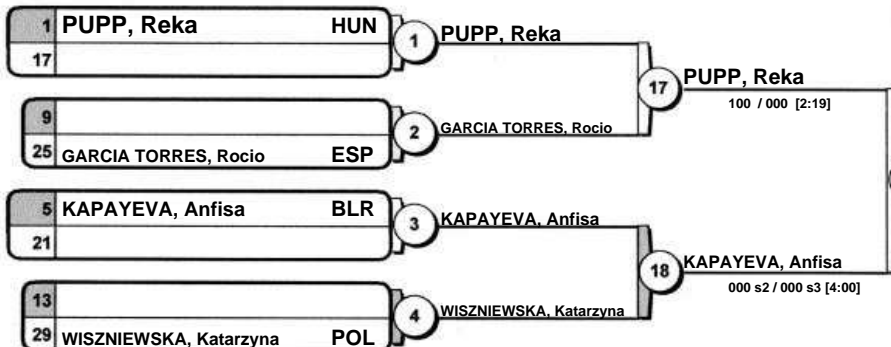 1 PUPP, Reka HUN
17
1 PUPP, Reka
17 PUPP, Reka
100 / 000 [2:19]
9
25 GARCIA TORRES, Rocio ESP
2 GARCIA TORRES, Rocio
5 KAPAYEVA, Anfisa BLR
21
3 KAPAYEVA, Anfisa
18 KAPAYEVA, Anfisa
000 s2 / 000 s3 [4:00]
13
29 WISZNIEWSKA, Katarzyna POL
4 WISZNIEWSKA, Katarzyna